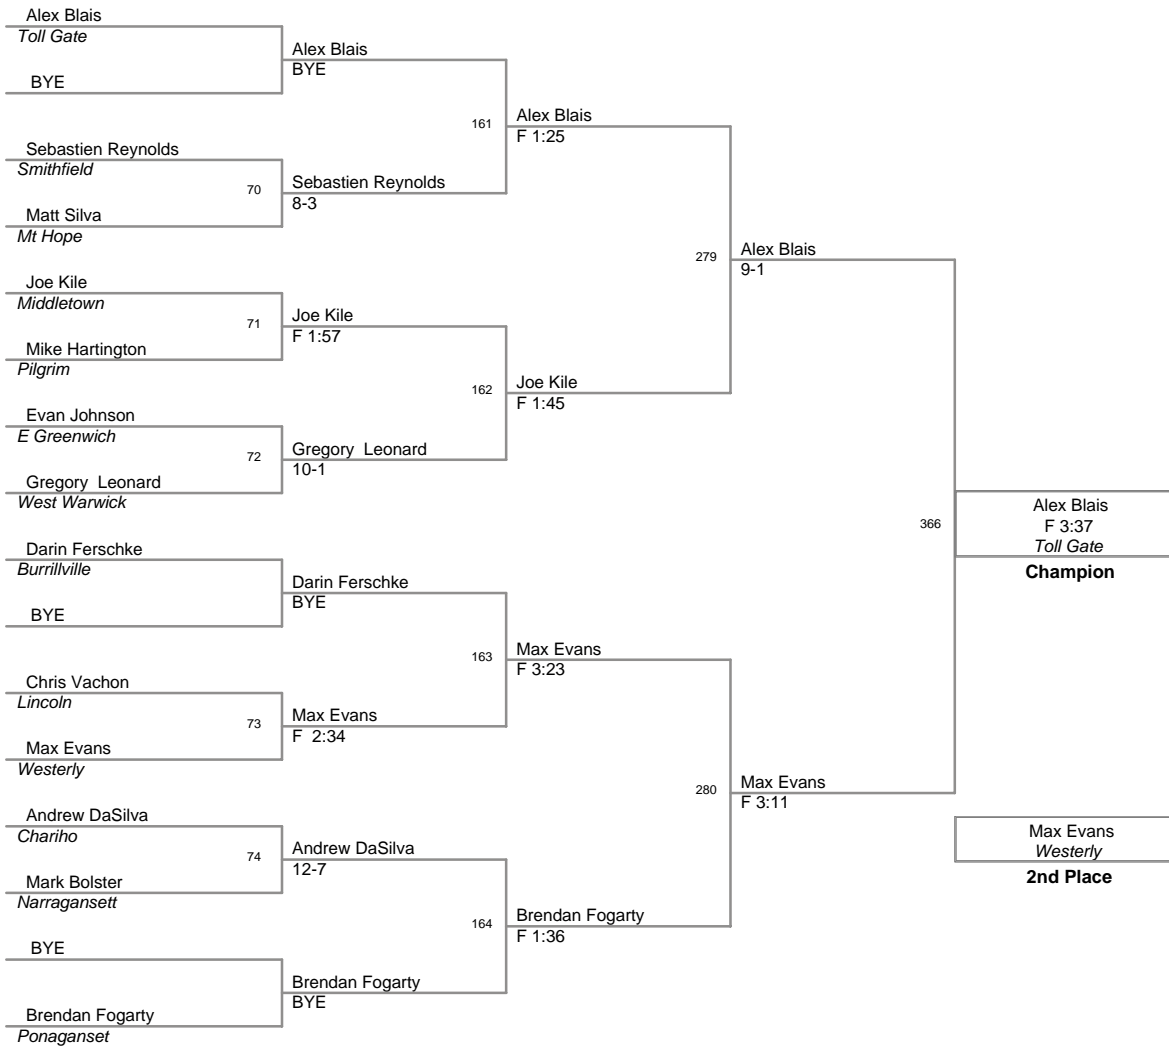 Alex Blais
Toll Gate
BYE
Sebastien Reynolds
Smithfield
Matt Silva
Mt Hope
Joe Kile
Middletown
Mike Hartington
Pilgrim
Evan Johnson
E Greenwich
Gregory  Leonard
West Warwick
Darin Ferschke
Burrillville
BYE
Chris Vachon
Lincoln
Max Evans
Westerly
Andrew DaSilva
Chariho
Mark Bolster
Narragansett
BYE
Brendan Fogarty
Ponaganset
70
71
72
73
74
Alex Blais
BYE
Sebastien Reynolds
8-3
Joe Kile
F 1:57
Gregory  Leonard
10-1
Darin Ferschke
BYE
Max Evans
F  2:34
Andrew DaSilva
12-7
Brendan Fogarty
BYE
161
162
163
164
Alex Blais
F 1:25
Joe Kile
F 1:45
Max Evans
F 3:23
Brendan Fogarty
F 1:36
279
280
Alex Blais
9-1
Max Evans
F 3:11
366
Alex Blais
F 3:37
Toll Gate
Champion
Max Evans
Westerly
2nd Place